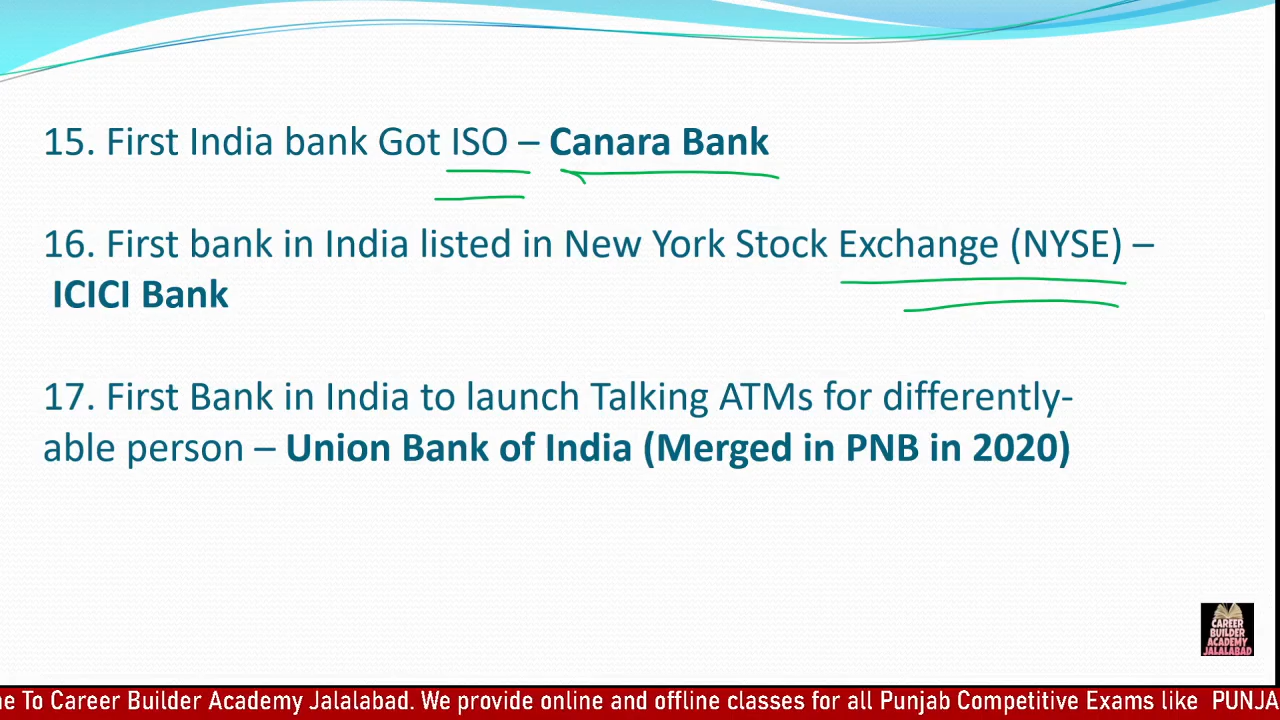 15. First India bank Got ISO – Canara Bank
16. First bank in India listed in New York Stock Exchange (NYSE) –
ICICI Bank
17. First Bank in India to launch Talking ATMs for differently-
able person – Union Bank of India (Merged in PNB in 2020)
CAREER
BUILDER
ACADEMY
JALALABAD
e To Career Builder Academy Jalalabad. We provide online and offline classes for all Punjab Competitive Exams like PUNJA